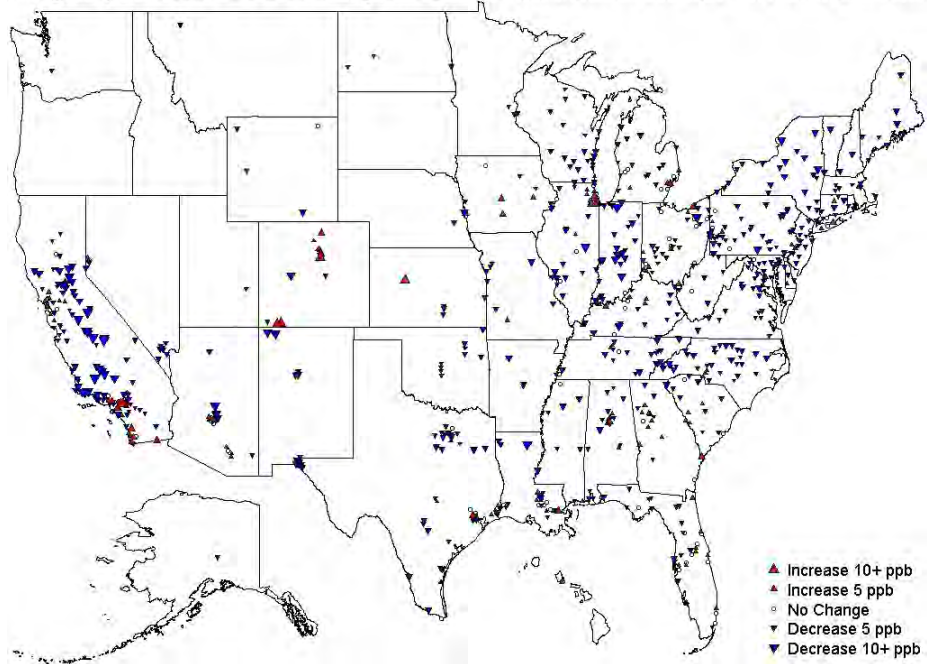 Increase 10+ ppb
Increase 5 ppb
No Change
Decrease 5 ppb
Decrease 10+ ppb